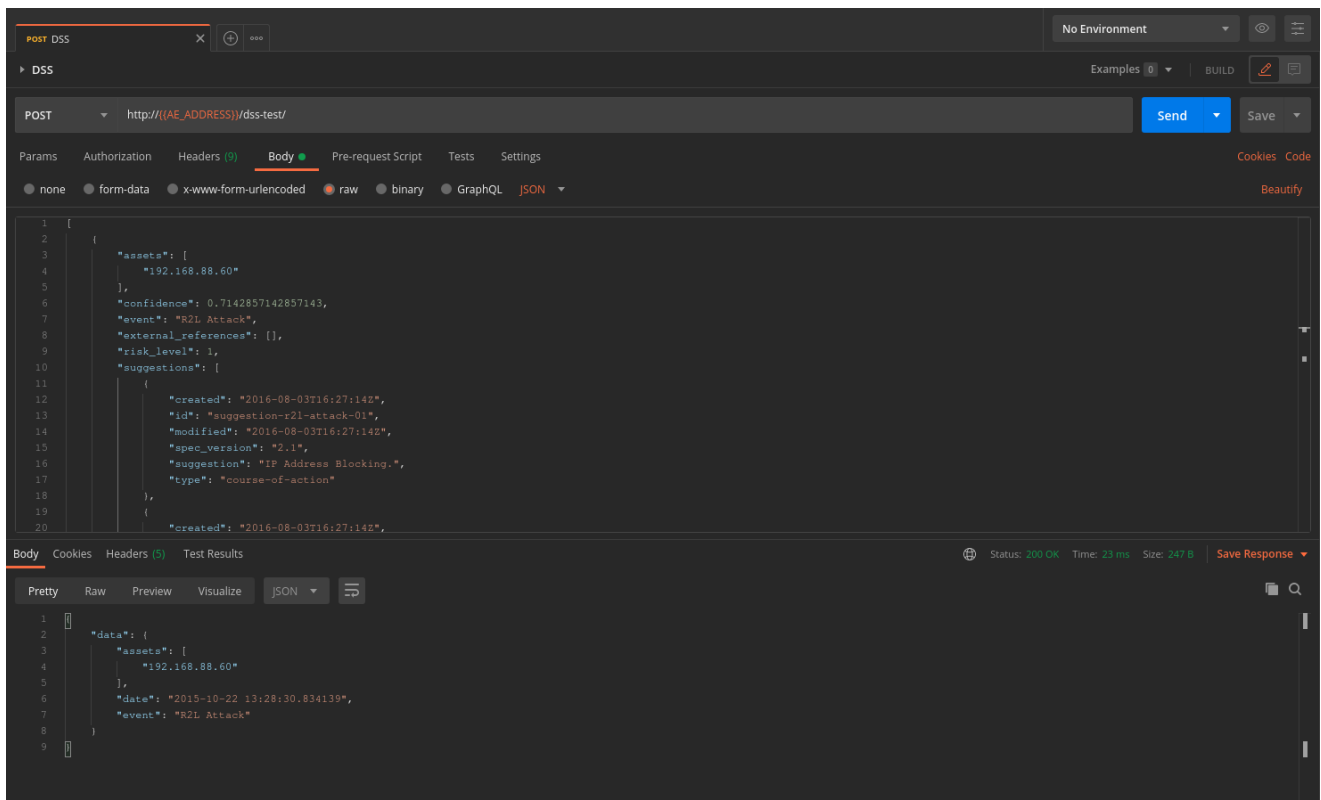 POST DSS
No Environment
DSS
Examples 0 BUILD
POST http://{{AE_ADDRESS}}/dss-test/ Send Save
Params Authorization Headers (9) Body Pre-request Script Tests Settings Cookies Code
none form-data x-www-form-urlencoded raw binary GraphQL JSON Beautify
1 [
2 {
3 "assets": [
4 "192.168.88.60"
5 ],
6 "confidence": 0.7142857142857143,
7 "event": "R2L Attack",
8 "external_references": [],
9 "risk_level": 1,
10 "suggestions": [
11 {
12 "created": "2016-08-03T16:27:14Z",
13 "id": "suggestion-r2l-attack-01",
14 "modified": "2016-08-03T16:27:14Z",
15 "spec_version": "2.1",
16 "suggestion": "IP Address Blocking.",
17 "type": "course-of-action"
18 },
19 {
20 "created": "2016-08-03T16:27:14Z",
Body Cookies Headers (5) Test Results Status: 200 OK Time: 23 ms Size: 247 B Save Response
Pretty Raw Preview Visualize JSON
1 {
2 "data": {
3 "assets": [
4 "192.168.88.60"
5 ],
6 "date": "2015-10-22 13:28:30.834139",
7 "event": "R2L Attack"
8 }
9 }